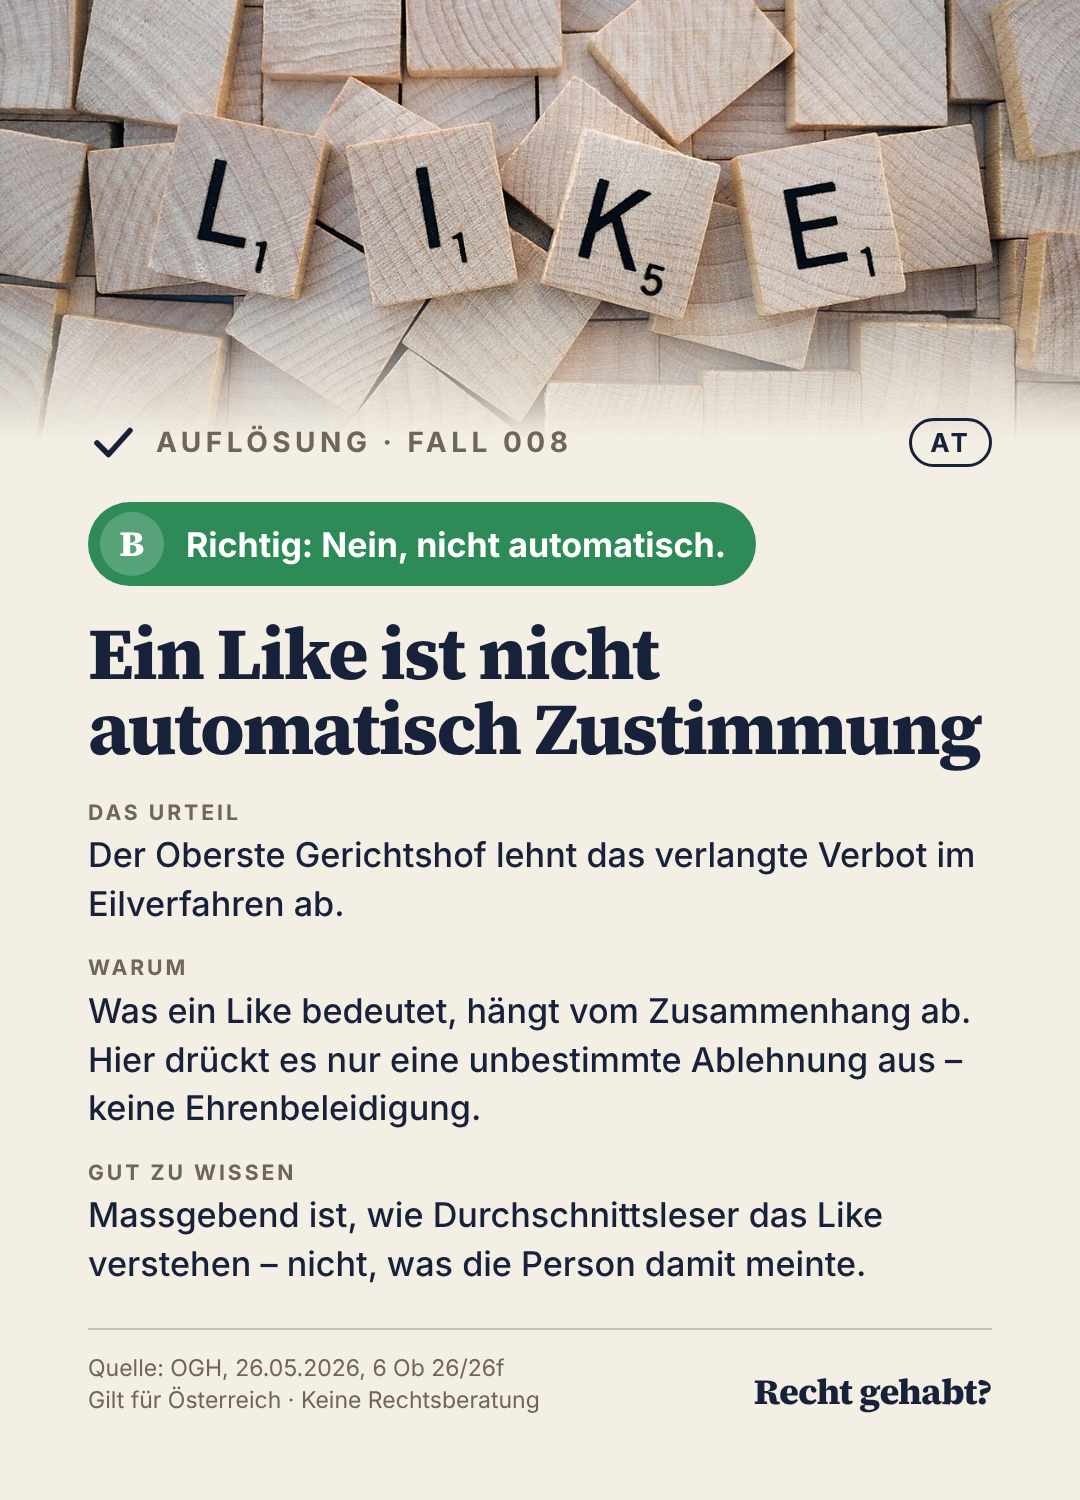 L1 I1 K5 E1
AUFLÖSUNG · FALL 008
AT
B Richtig: Nein, nicht automatisch.
Ein Like ist nicht
automatisch Zustimmung
DAS URTEIL
Der Oberste Gerichtshof lehnt das verlangte Verbot im
Eilverfahren ab.
WARUM
Was ein Like bedeutet, hängt vom Zusammenhang ab.
Hier drückt es nur eine unbestimmte Ablehnung aus –
keine Ehrenbeleidigung.
GUT ZU WISSEN
Massgebend ist, wie Durchschnittsleser das Like
verstehen – nicht, was die Person damit meinte.
Quelle: OGH, 26.05.2026, 6 Ob 26/26f
Gilt für Österreich · Keine Rechtsberatung
Recht gehabt?